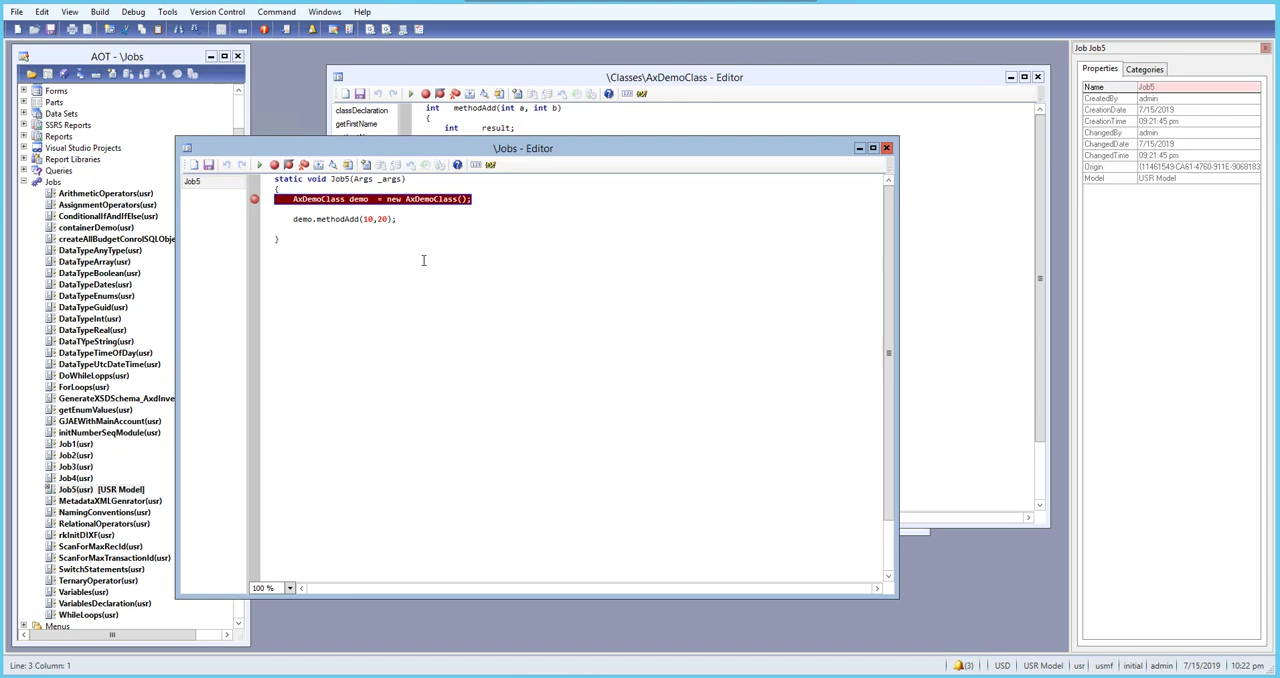 File Edit View Build Debug Tools Version Control Command Windows Help
AOT - \Jobs
Forms
Parts
Data Sets
SSRS Reports
Reports
Visual Studio Projects
Report Libraries
Queries
Jobs
ArithmeticOperators(usr)
AssignmentOperators(usr)
ConditionalIfAndIfElse(usr)
containerDemo(usr)
createAllBudgetConrolSQLObje
DataTypeAnyType(usr)
DataTypeArray(usr)
DataTypeBoolean(usr)
DataTypeDates(usr)
DataTypeEnums(usr)
DataTypeGuid(usr)
DataTypeInt(usr)
DataTypeReal(usr)
DataTYpeString(usr)
DataTypeTimeOfDay(usr)
DataTypeUtcDateTime(usr)
DoWhileLopps(usr)
ForLoops(usr)
GenerateXSDSchema_AxdInve
getEnumValues(usr)
GJAEWithMainAccount(usr)
initNumberSeqModule(usr)
Job1(usr)
Job2(usr)
Job3(usr)
Job4(usr)
Job5(usr) [USR Model]
MetadataXMLGenrator(usr)
NamingConventions(usr)
RelationalOperators(usr)
rkInitDIXF(usr)
ScanForMaxRecId(usr)
ScanForMaxTransactionId(usr)
SwitchStatements(usr)
TernaryOperator(usr)
Variables(usr)
VariablesDeclaration(usr)
WhileLoops(usr)
Menus
\Classes\AxDemoClass - Editor
classDeclaration
getFirstName
int methodAdd(int a, int b)
{
int result;
\Jobs - Editor
Job5
static void Job5(Args _args)
{
AxDemoClass demo = new AxDemoClass();
demo.methodAdd(10,20);
}
100 %
Job Job5
Properties Categories
Name Job5
CreatedBy admin
CreationDate 7/15/2019
CreationTime 09:21:45 pm
ChangedBy admin
ChangedDate 7/15/2019
ChangedTime 09:21:45 pm
Origin {11461549-CA61-4760-911E-9068183
Model USR Model
Line: 3 Column: 1
(3) USD USR Model usr usmf initial admin 7/15/2019 10:22 pm